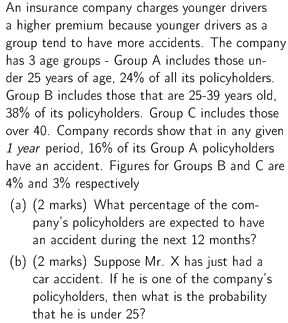 An insurance company charges younger drivers
a higher premium because younger drivers as a
group tend to have more accidents. The company
has 3 age groups - Group A includes those un-
der 25 years of age, 24% of all its policyholders.
Group B includes those that are 25-39 years old,
38% of its policyholders. Group C includes those
over 40. Company records show that in any given
1 year period, 16% of its Group A policyholders
have an accident. Figures for Groups B and C are
4% and 3% respectively
(a) (2 marks) What percentage of the com-
pany's policyholders are expected to have
an accident during the next 12 months?
(b) (2 marks) Suppose Mr. X has just had a
car accident. If he is one of the company's
policyholders, then what is the probability
that he is under 25?